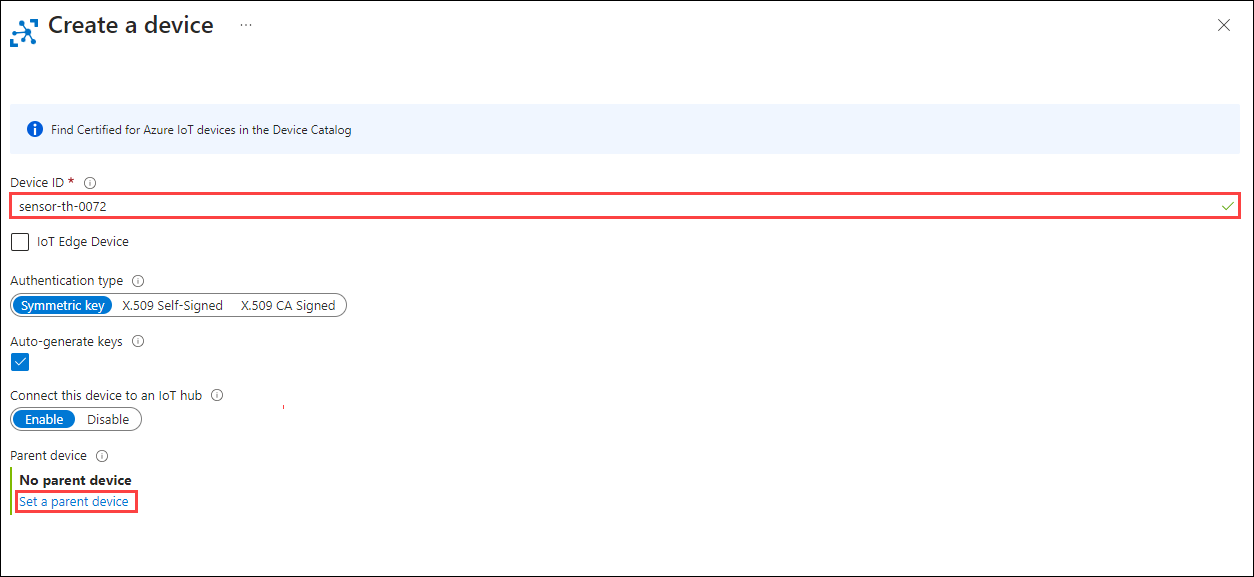 Create a device ...
Find Certified for Azure IoT devices in the Device Catalog
Device ID *
sensor-th-0072
IoT Edge Device
Authentication type
Symmetric key X.509 Self-Signed X.509 CA Signed
Auto-generate keys
Connect this device to an IoT hub
Enable Disable
Parent device
No parent device
Set a parent device